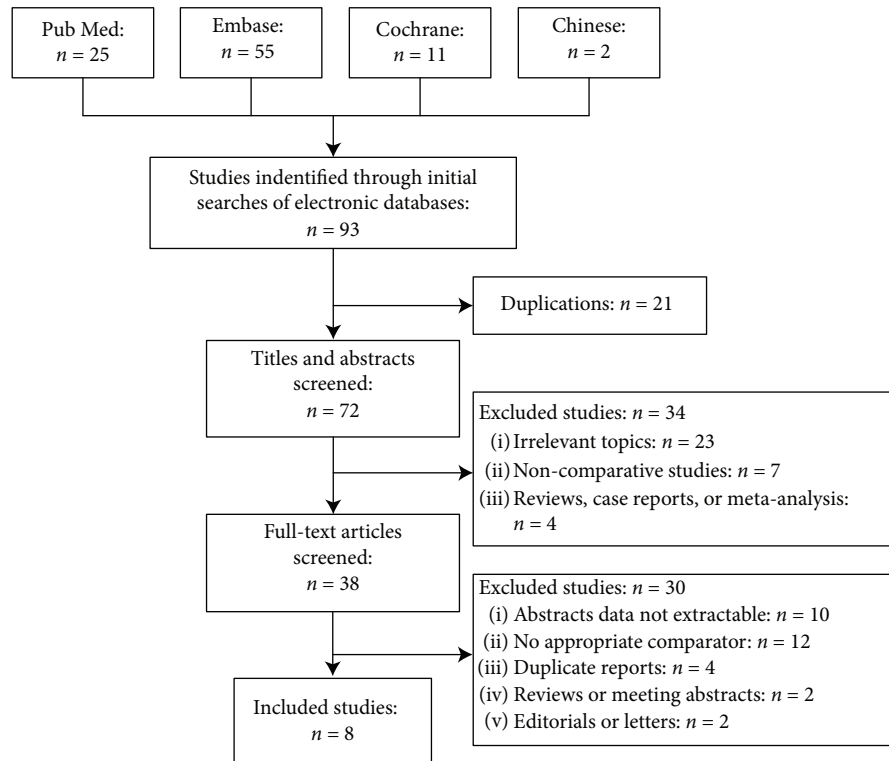 Pub Med:
n = 25
Embase:
n = 55
Cochrane:
n = 11
Chinese:
n = 2
Studies indentified through initial
searches of electronic databases:
n = 93
Duplications: n = 21
Titles and abstracts
screened:
n = 72
Excluded studies: n = 34
(i) Irrelevant topics: n = 23
(ii) Non-comparative studies: n = 7
(iii) Reviews, case reports, or meta-analysis:
n = 4
Full-text articles
screened:
n = 38
Excluded studies: n = 30
(i) Abstracts data not extractable: n = 10
(ii) No appropriate comparator: n = 12
(iii) Duplicate reports: n = 4
(iv) Reviews or meeting abstracts: n = 2
(v) Editorials or letters: n = 2
Included studies:
n = 8